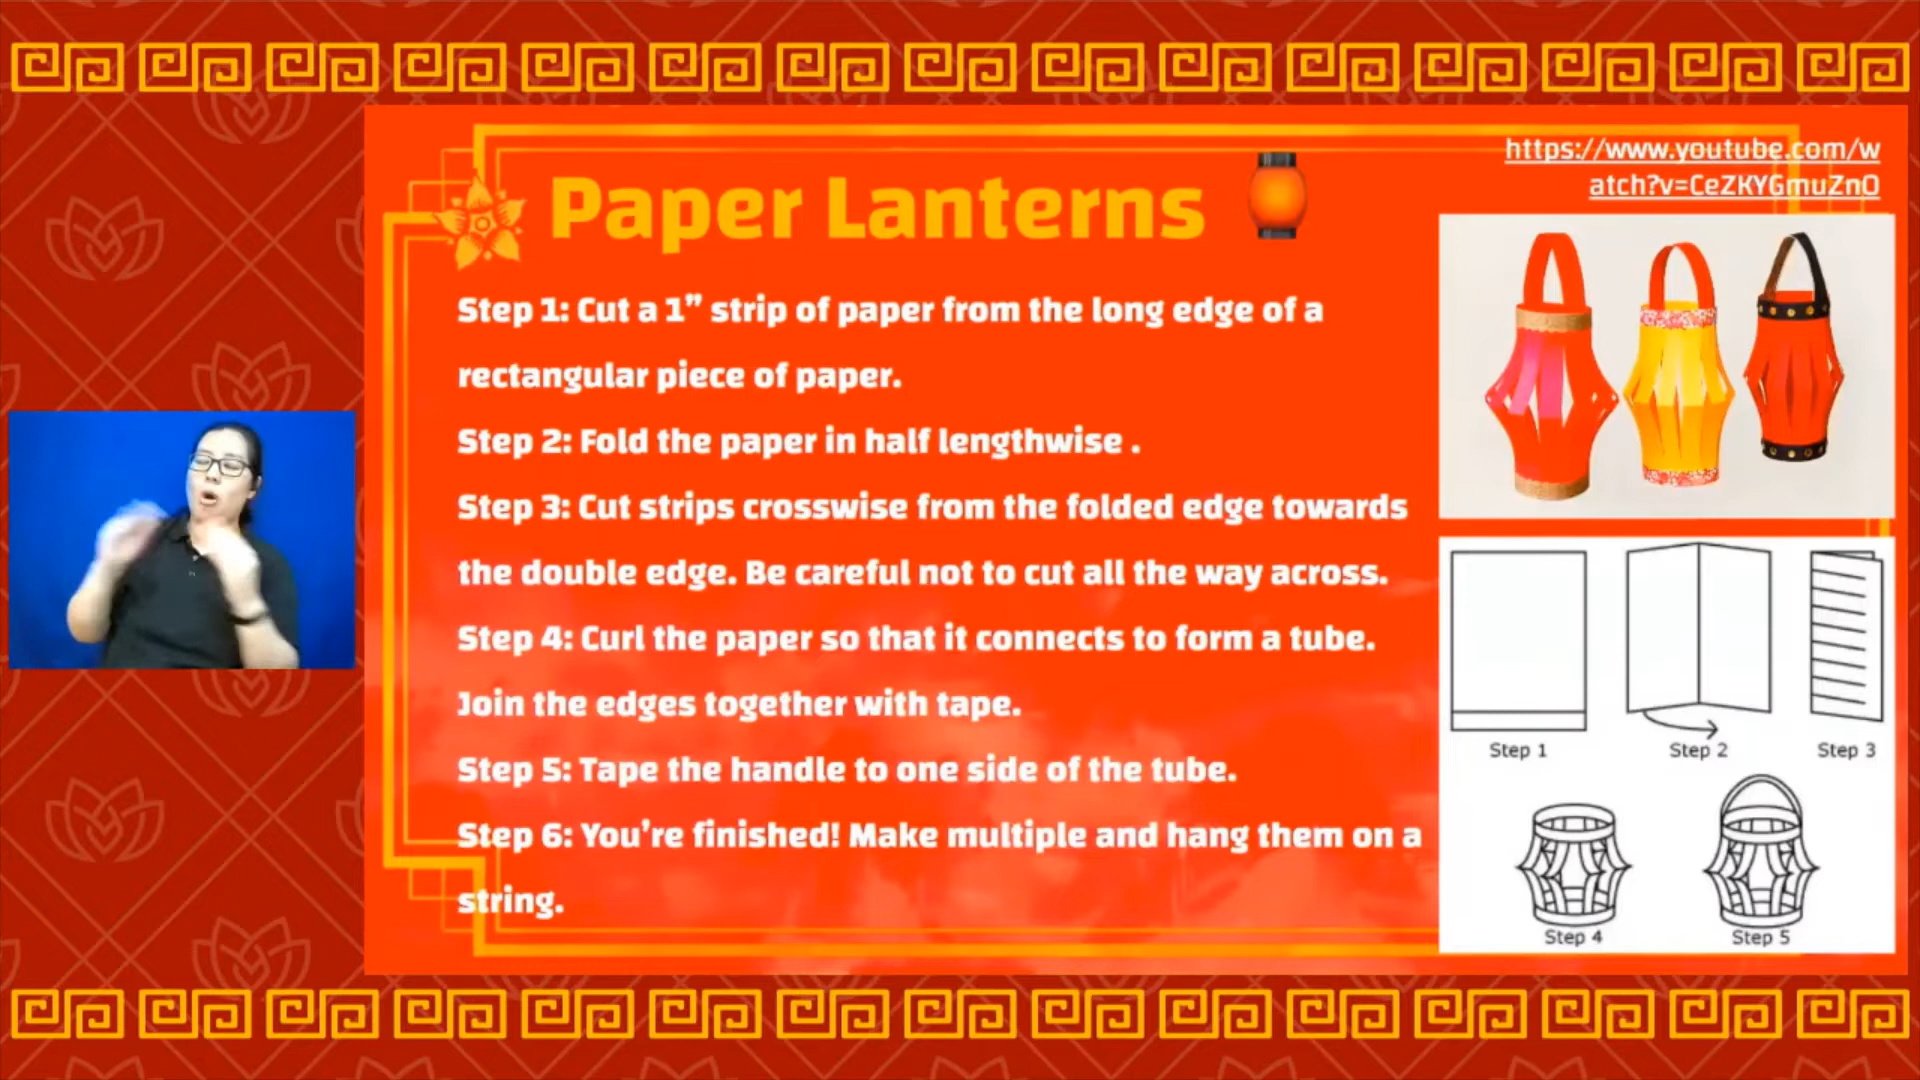 https://www.youtube.com/w
atch?v=CeZKYGmuZnO
Paper Lanterns
Step 1: Cut a 1” strip of paper from the long edge of a
rectangular piece of paper.
Step 2: Fold the paper in half lengthwise .
Step 3: Cut strips crosswise from the folded edge towards
the double edge. Be careful not to cut all the way across.
Step 4: Curl the paper so that it connects to form a tube.
Join the edges together with tape.
Step 5: Tape the handle to one side of the tube.
Step 6: You’re finished! Make multiple and hang them on a
string.
Step 1
Step 2
Step 3
Step 4
Step 5